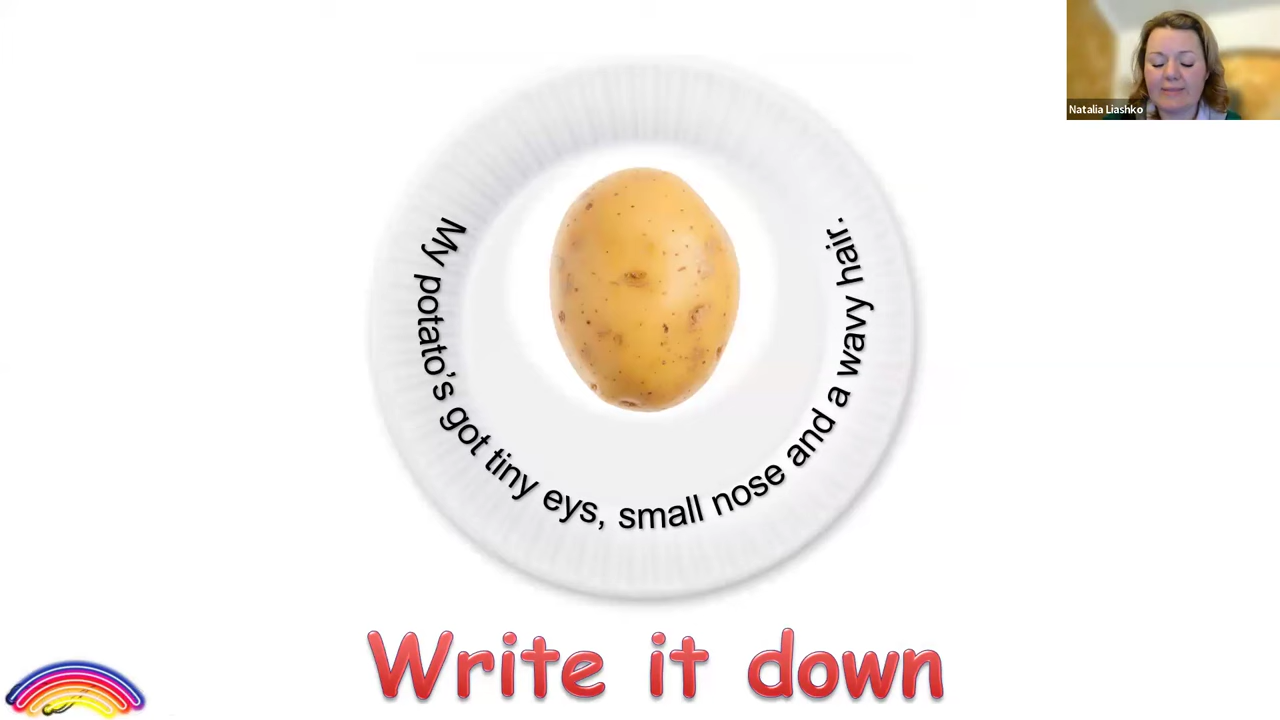 Natalia Liashko
My potato's got tiny eys, small nose and a wavy hair.
Write it down